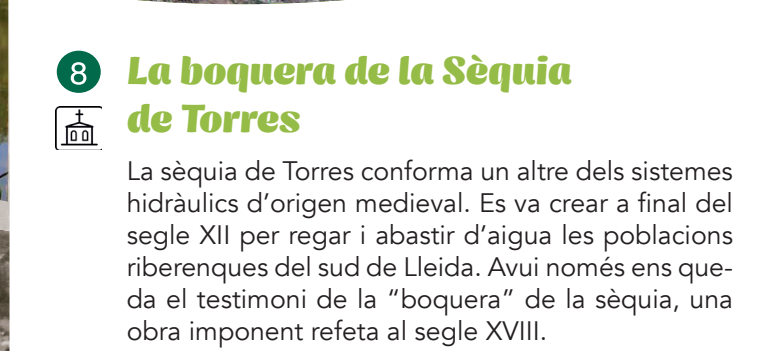 8 La boquera de la Sèquia
de Torres
La sèquia de Torres conforma un altre dels sistemes
hidràulics d'origen medieval. Es va crear a final del
segle XII per regar i abastir d'aigua les poblacions
riberenques del sud de Lleida. Avui només ens que-
da el testimoni de la “boquera” de la sèquia, una
obra imponent refeta al segle XVIII.